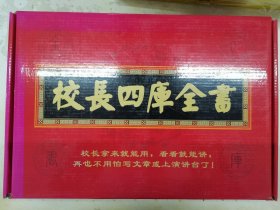 校長四庫全書
校长拿来就能用，看看就能讲，
再也不用怕写文章或上演讲台了！